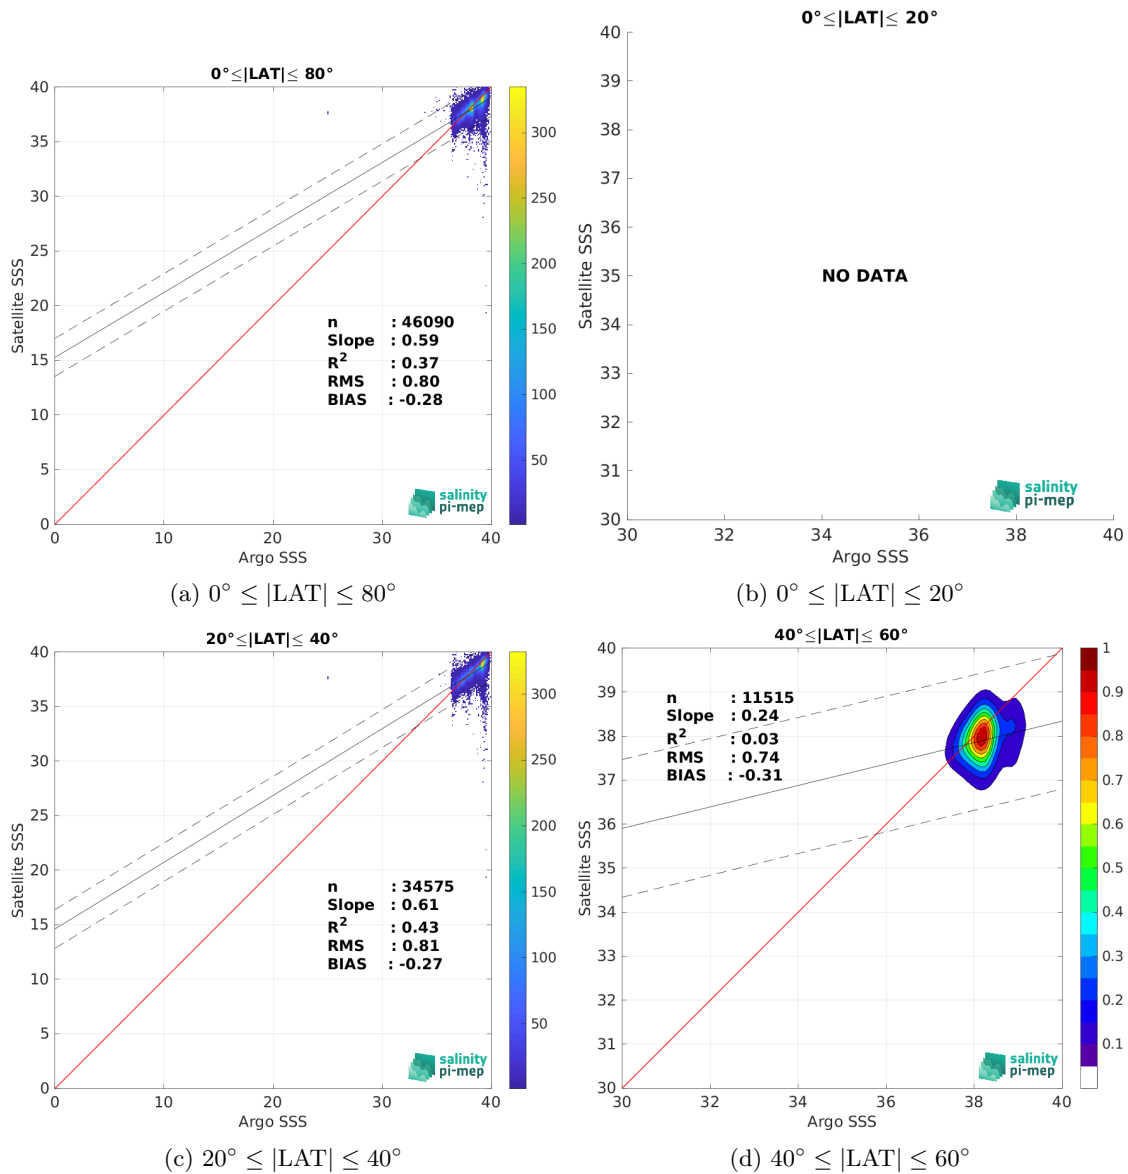 0°≤|LAT|≤ 80°
40
35
30
25
20
15
10
5
0
Satellite SSS
n : 46090
Slope : 0.59
R2 : 0.37
RMS : 0.80
BIAS : -0.28
salinity
pi-mep
0 10 20 30 40
Argo SSS
300
250
200
150
100
50
(a) 0° ≤ |LAT| ≤ 80°
0°≤|LAT|≤ 20°
40
39
38
37
36
35
34
33
32
31
30
Satellite SSS
NO DATA
salinity
pi-mep
30 32 34 36 38 40
Argo SSS
(b) 0° ≤ |LAT| ≤ 20°
20°≤|LAT|≤ 40°
40
35
30
25
20
15
10
5
0
Satellite SSS
n : 34575
Slope : 0.61
R2 : 0.43
RMS : 0.81
BIAS : -0.27
salinity
pi-mep
0 10 20 30 40
Argo SSS
300
250
200
150
100
50
(c) 20° ≤ |LAT| ≤ 40°
40°≤|LAT|≤ 60°
40
39
38
37
36
35
34
33
32
31
30
Satellite SSS
n : 11515
Slope : 0.24
R2 : 0.03
RMS : 0.74
BIAS : -0.31
salinity
pi-mep
30 32 34 36 38 40
Argo SSS
1
0.9
0.8
0.7
0.6
0.5
0.4
0.3
0.2
0.1
(d) 40° ≤ |LAT| ≤ 60°